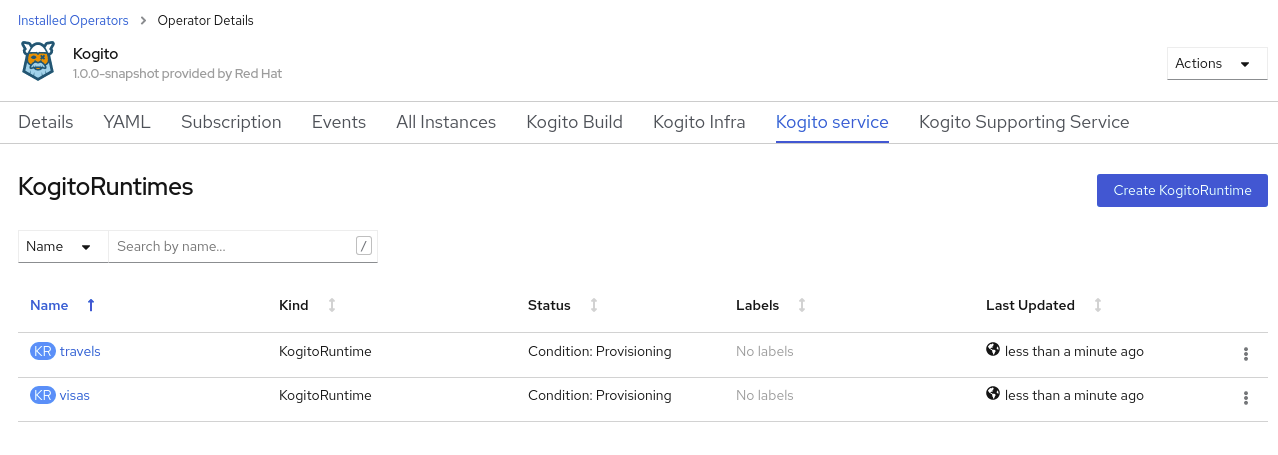 Installed Operators > Operator Details
Kogito
1.0.0-snapshot provided by Red Hat
Actions
Details YAML Subscription Events All Instances Kogito Build Kogito Infra Kogito service Kogito Supporting Service
KogitoRuntimes
Create KogitoRuntime
Name Search by name... /
Name Kind Status Labels Last Updated
KR travels KogitoRuntime Condition: Provisioning No labels less than a minute ago
KR visas KogitoRuntime Condition: Provisioning No labels less than a minute ago